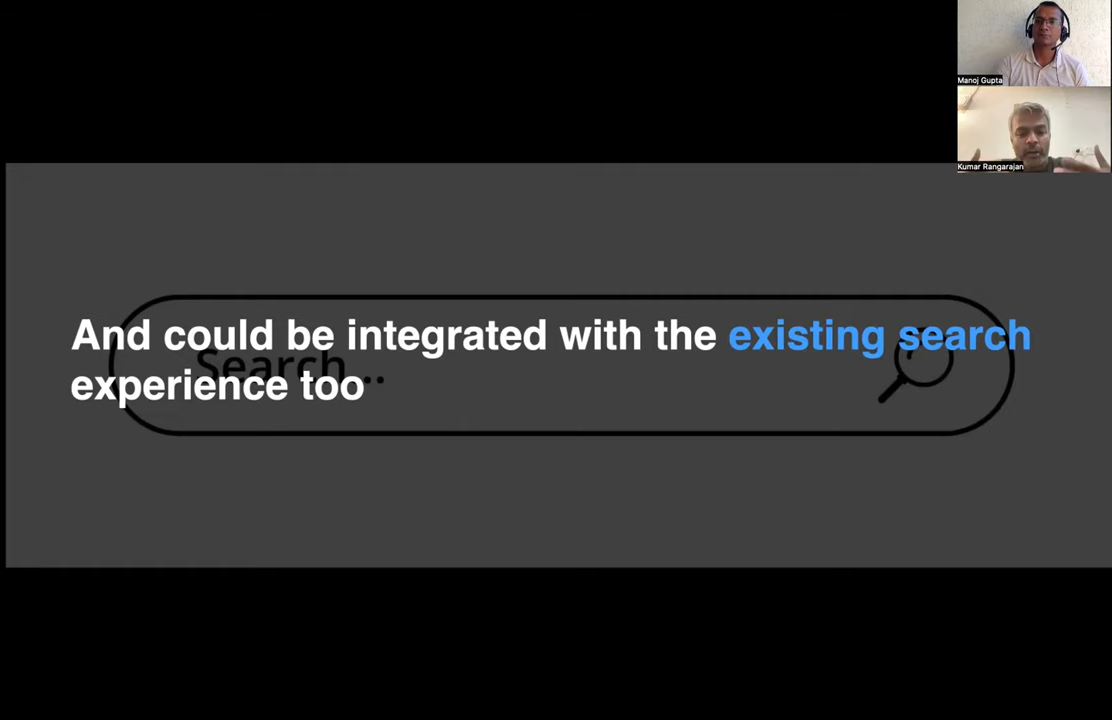 Manoj Gupta
Kumar Rangarajan
And could be integrated with the existing search
experience too
Search...